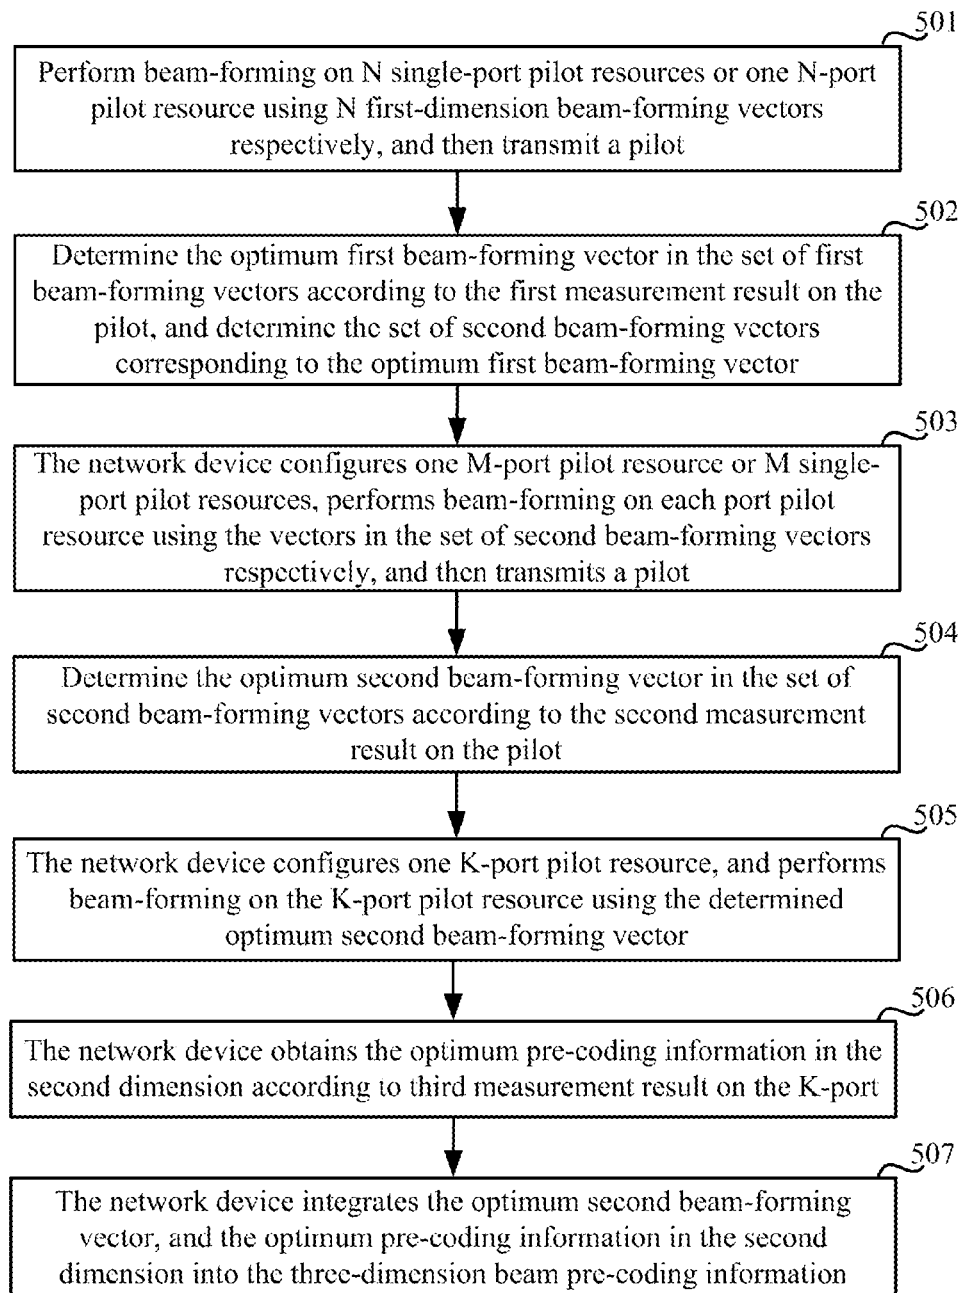 501
Perform beam-forming on N single-port pilot resources or one N-port
pilot resource using N first-dimension beam-forming vectors
respectively, and then transmit a pilot
502
Determine the optimum first beam-forming vector in the set of first
beam-forming vectors according to the first measurement result on the
pilot, and determine the set of second beam-forming vectors
corresponding to the optimum first beam-forming vector
503
The network device configures one M-port pilot resource or M single-
port pilot resources, performs beam-forming on each port pilot
resource using the vectors in the set of second beam-forming vectors
respectively, and then transmits a pilot
504
Determine the optimum second beam-forming vector in the set of
second beam-forming vectors according to the second measurement
result on the pilot
505
The network device configures one K-port pilot resource, and performs
beam-forming on the K-port pilot resource using the determined
optimum second beam-forming vector
506
The network device obtains the optimum pre-coding information in the
second dimension according to third measurement result on the K-port
507
The network device integrates the optimum second beam-forming
vector, and the optimum pre-coding information in the second
dimension into the three-dimension beam pre-coding information